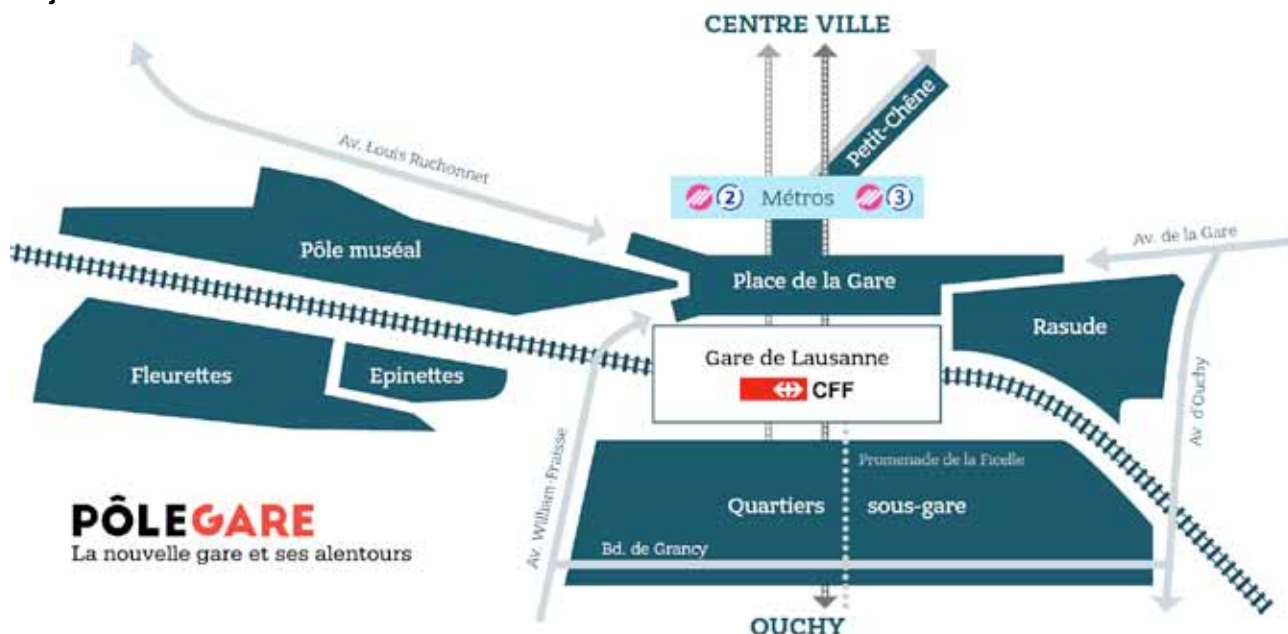 CENTRE VILLE
Petit-Chêne
Av. Louis Ruchonnet
2 Métros 3
Av. de la Gare
Pôle muséal
Place de la Gare
Rasude
Gare de Lausanne
CFF
Fleurettes
Epinettes
Av. d'Ouchy
Av. William-Fraisse
Promenade de la Ficelle
Quartiers sous-gare
PÔLEGARE
La nouvelle gare et ses alentours
Bd. de Grancy
OUCHY